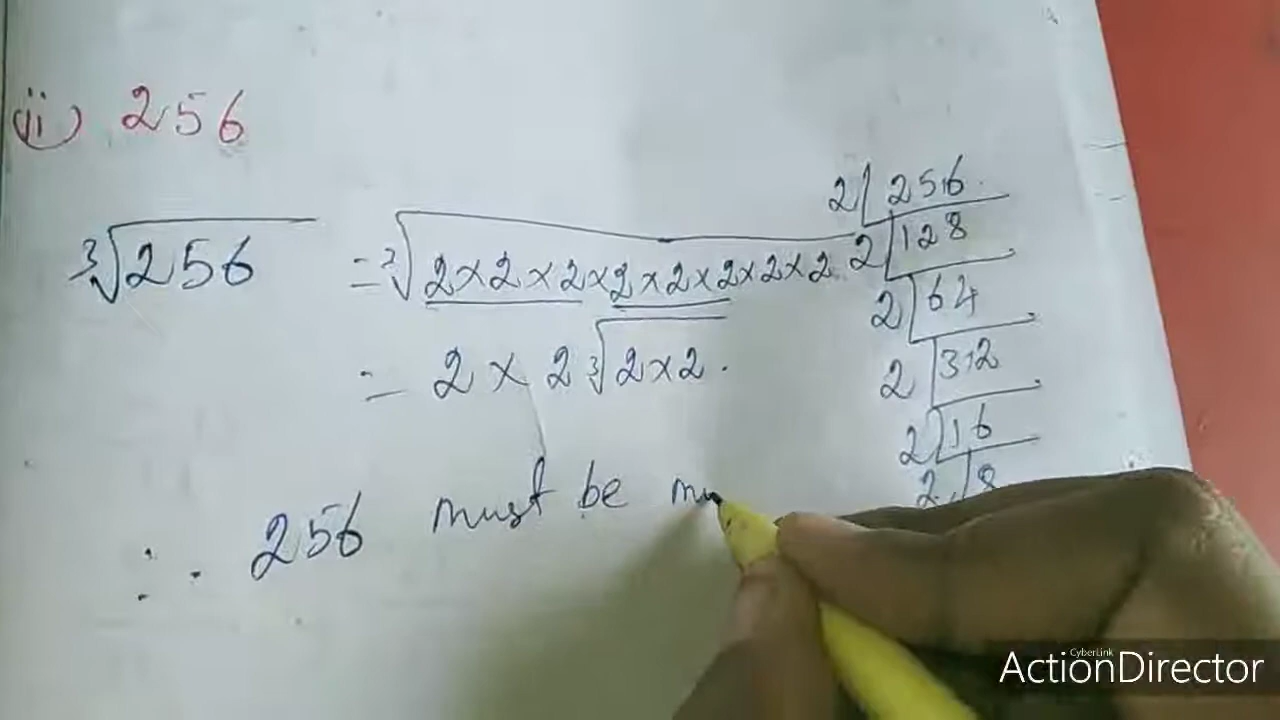 (ii) 256
∛256 = ∛2×2×2×2×2×2×2×2
= 2 × 2 ∛2×2.
∴ 256 must be mu
2 | 256
2 | 128
2 | 64
2 | 32
2 | 16
2 | 8
CyberLink
ActionDirector